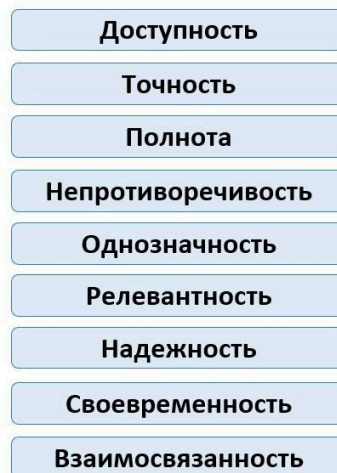 Доступность
Точность
Полнота
Непротиворечивость
Однозначность
Релевантность
Надежность
Своевременность
Взаимосвязанность